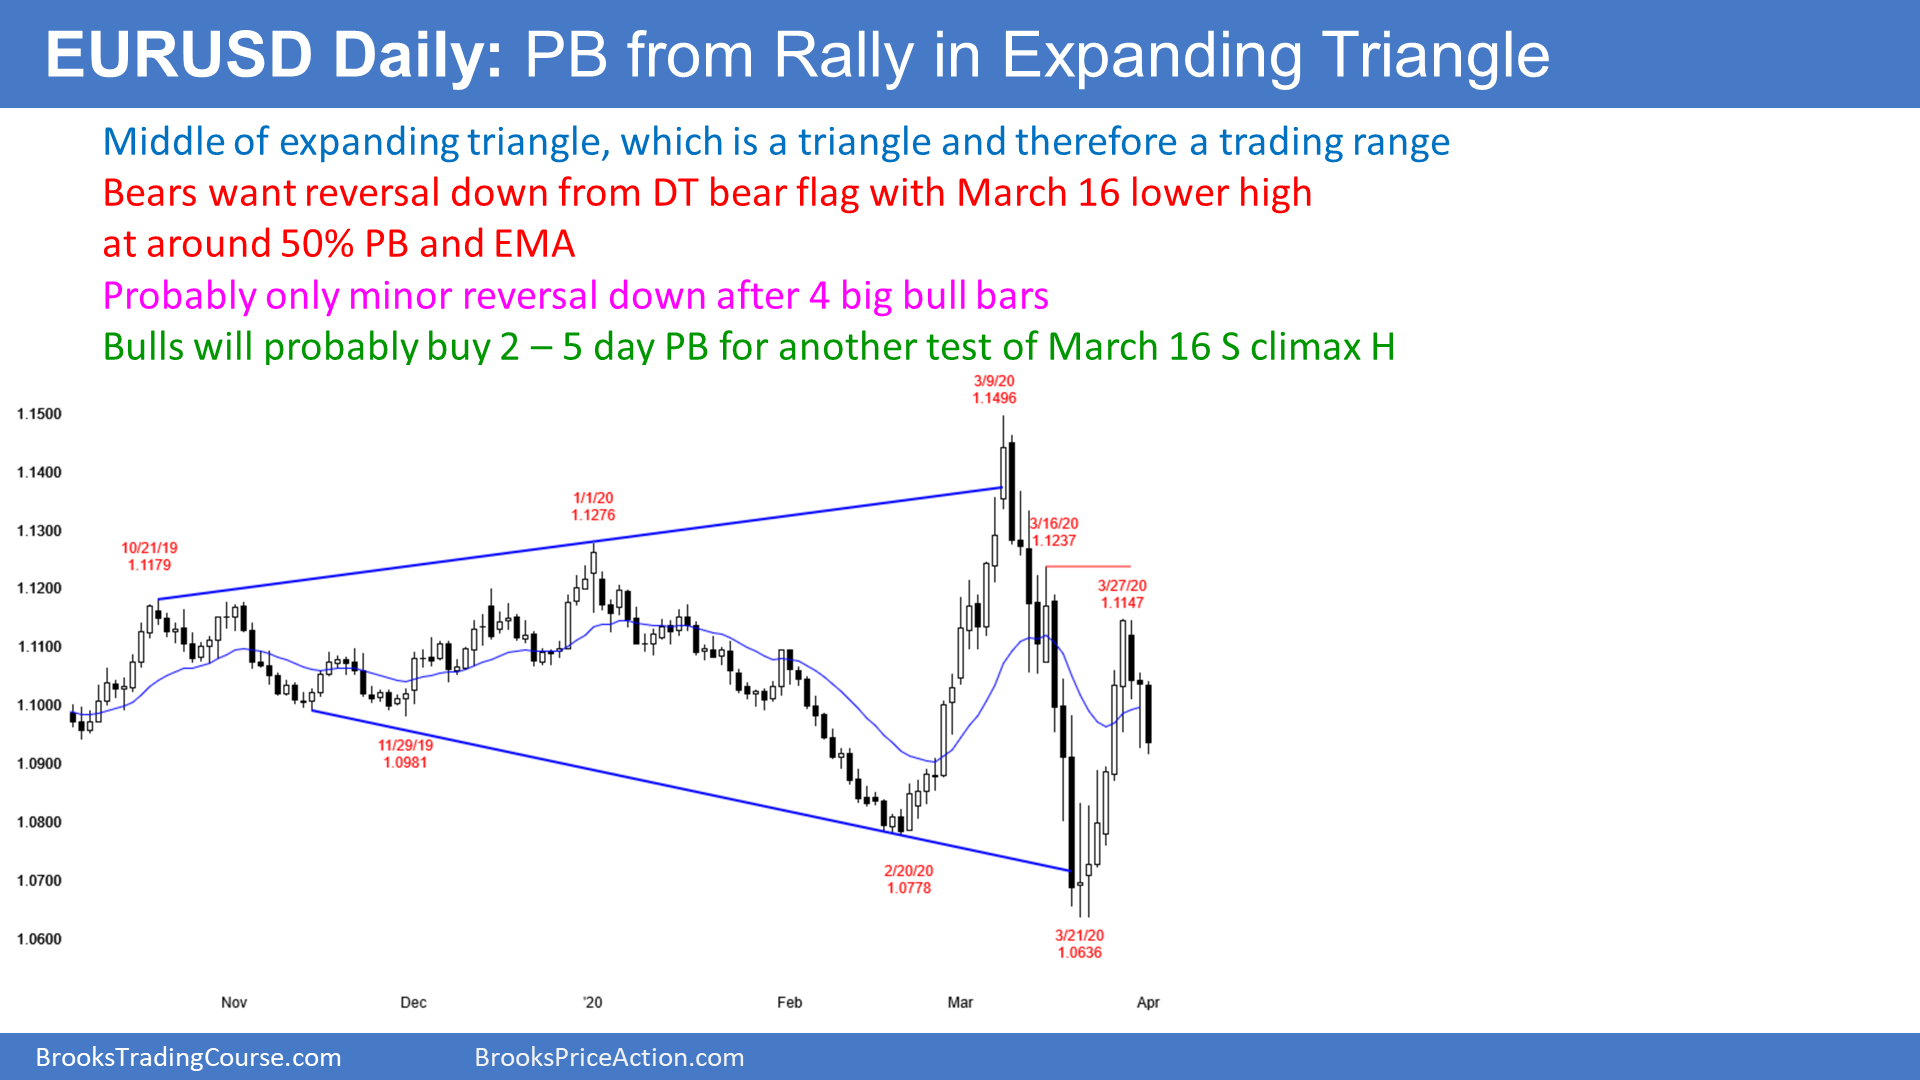 EURUSD Daily: PB from Rally in Expanding Triangle
Middle of expanding triangle, which is a triangle and therefore a trading range
Bears want reversal down from DT bear flag with March 16 lower high
at around 50% PB and EMA
Probably only minor reversal down after 4 big bull bars
Bulls will probably buy 2 – 5 day PB for another test of March 16 S climax H
3/9/20
1.1496
1.1500
1.1400
1/1/20
1.1276
3/16/20
1.1237
1.1300
10/21/19
1.1179
3/27/20
1.1147
1.1200
1.1100
1.1000
11/29/19
1.0981
1.0900
1.0800
2/20/20
1.0778
1.0700
3/21/20
1.0636
1.0600
Nov
Dec
'20
Feb
Mar
Apr
BrooksTradingCourse.com
BrooksPriceAction.com